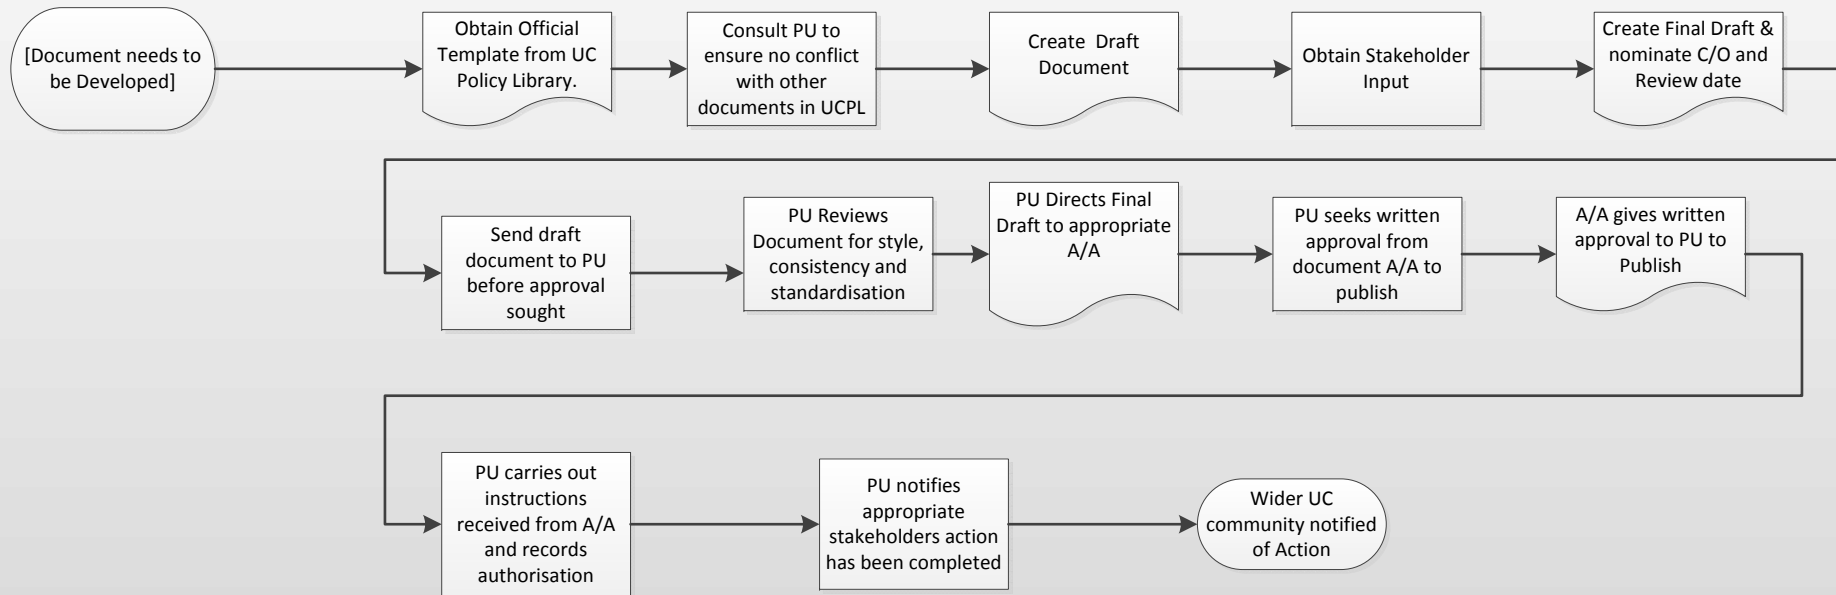 [Document needs to
be Developed]
Obtain Official
Template from UC
Policy Library.
Consult PU to
ensure no conflict
with other
documents in UCPL
Create  Draft
Document
Obtain Stakeholder
Input
Create Final Draft &
nominate C/O and
Review date
Send draft
document to PU
before approval
sought
PU Reviews
Document for style,
consistency and
standardisation
PU Directs Final
Draft to appropriate
A/A
PU seeks written
approval from
document A/A to
publish
A/A gives written
approval to PU to
Publish
PU carries out
instructions
received from A/A
and records
authorisation
PU notifies
appropriate
stakeholders action
has been completed
Wider UC
community notified
of Action